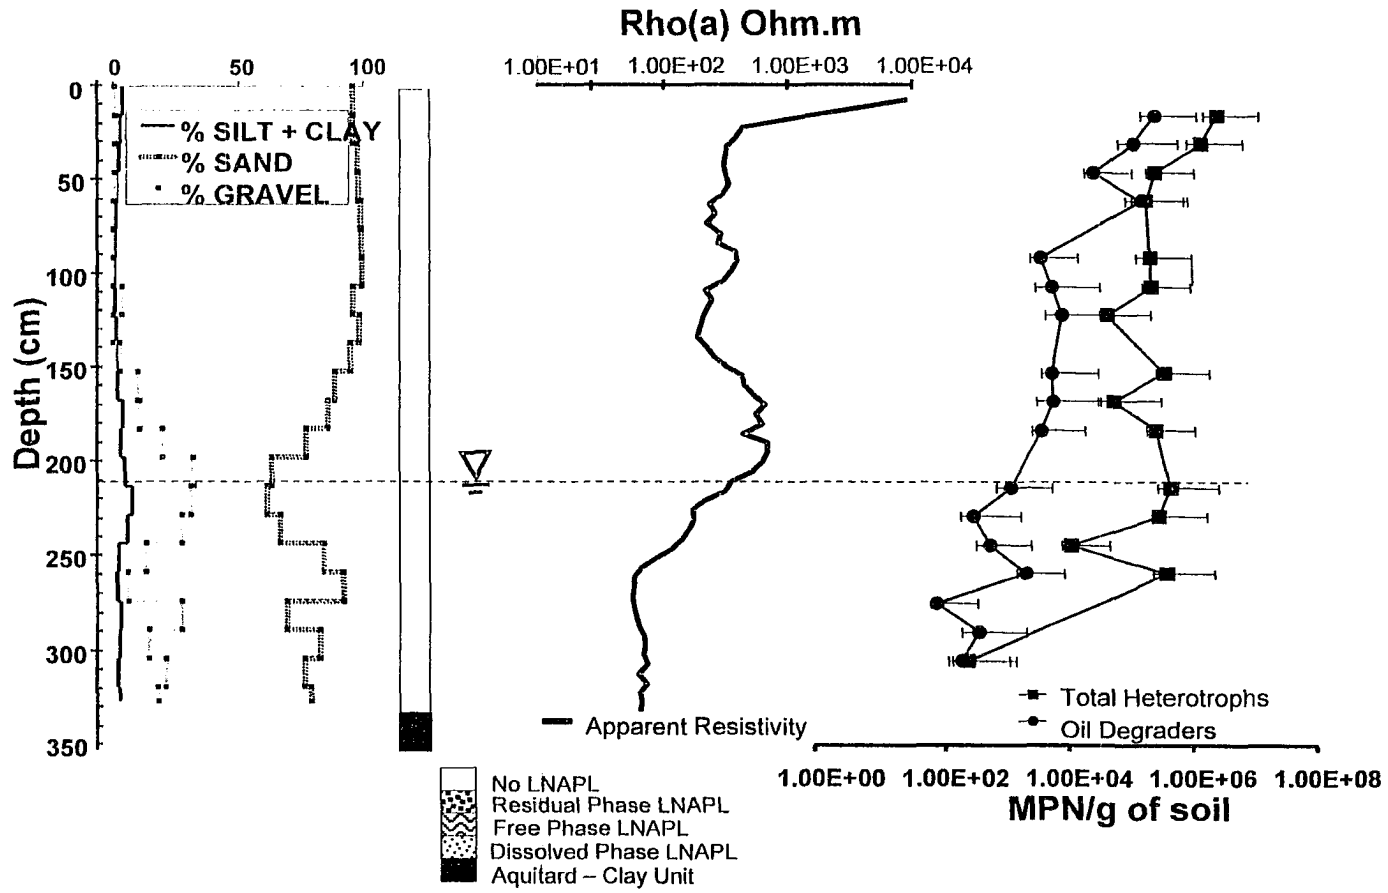 Rho(a) Ohm.m
0 50 100
1.00E+01 1.00E+02 1.00E+03 1.00E+04
Depth (cm)
0
50
100
150
200
250
300
350
% SILT + CLAY
% SAND
% GRAVEL
Apparent Resistivity
Total Heterotrophs
Oil Degraders
1.00E+00 1.00E+02 1.00E+04 1.00E+06 1.00E+08
MPN/g of soil
No LNAPL
Residual Phase LNAPL
Free Phase LNAPL
Dissolved Phase LNAPL
Aquitard – Clay Unit